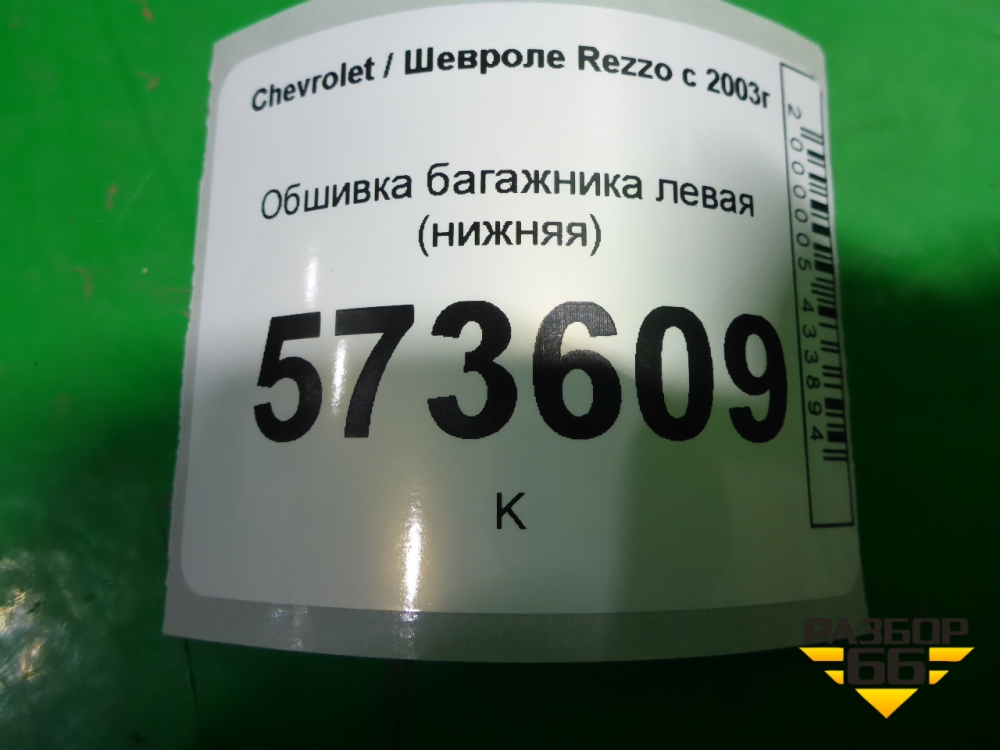 Chevrolet / Шевроле Rezzo с 2003г
Обшивка багажника левая
(нижняя)
573609
К
2000005433894
РАЗБОР
66